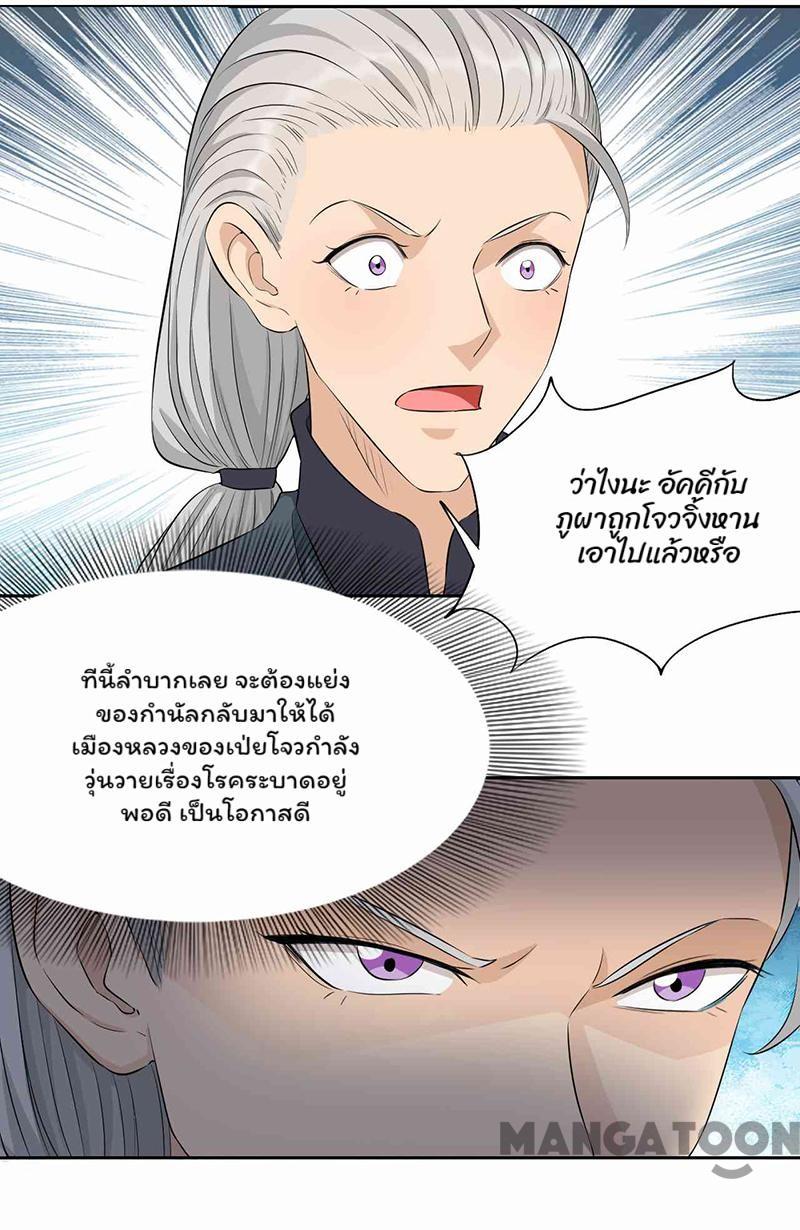 ว่าไงนะ อัคคีกับ
ภูผาถูกโจวจิ้งหาน
เอาไปแล้วหรือ
ทีนี้ลำบากเลย จะต้องแย่ง
ของกำนัลกลับมาให้ได้
เมืองหลวงของเป่ยโจวกำลัง
วุ่นวายเรื่องโรคระบาดอยู่
พอดี เป็นโอกาสดี
MANGATOON